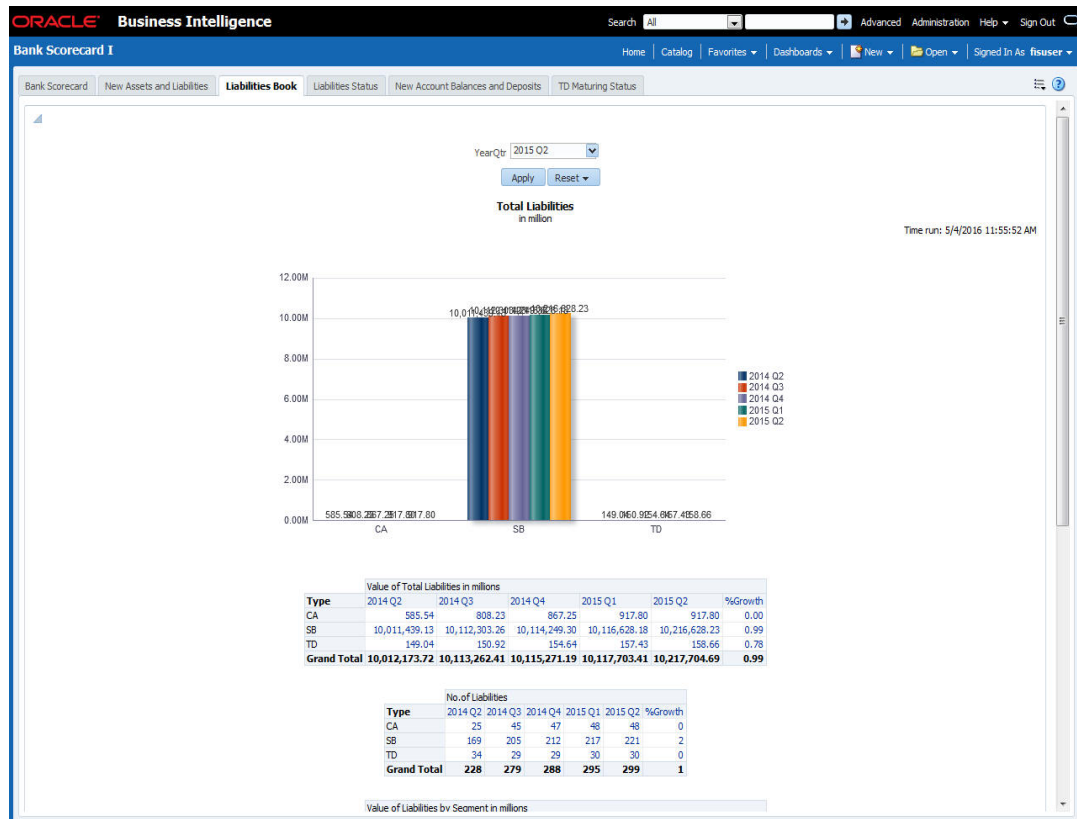 ORACLE Business Intelligence Search All Advanced Administration Help Sign Out
Bank Scorecard I Home Catalog Favorites Dashboards New Open Signed In As fisuser
Bank Scorecard New Assets and Liabilities Liabilities Book Liabilities Status New Account Balances and Deposits TD Maturing Status
YearQtr 2015 Q2
Apply Reset
Total Liabilities
in million
Time run: 5/4/2016 11:55:52 AM
12.00M
10.00M
8.00M
6.00M
4.00M
2.00M
0.00M
CA SB TD
2014 Q2
2014 Q3
2014 Q4
2015 Q1
2015 Q2
Value of Total Liabilities in millions
Type 2014 Q2 2014 Q3 2014 Q4 2015 Q1 2015 Q2 %Growth
CA 585.54 808.23 867.25 917.80 917.80 0.00
SB 10,011,439.13 10,112,303.26 10,114,249.30 10,116,628.18 10,216,628.23 0.99
TD 149.04 150.92 154.64 157.43 158.66 0.78
Grand Total 10,012,173.72 10,113,262.41 10,115,271.19 10,117,703.41 10,217,704.69 0.99
No.of Liabilities
Type 2014 Q2 2014 Q3 2014 Q4 2015 Q1 2015 Q2 %Growth
CA 25 45 47 48 48 0
SB 169 205 212 217 221 2
TD 34 29 29 30 30 0
Grand Total 228 279 288 295 299 1
Value of Liabilities by Segment in millions